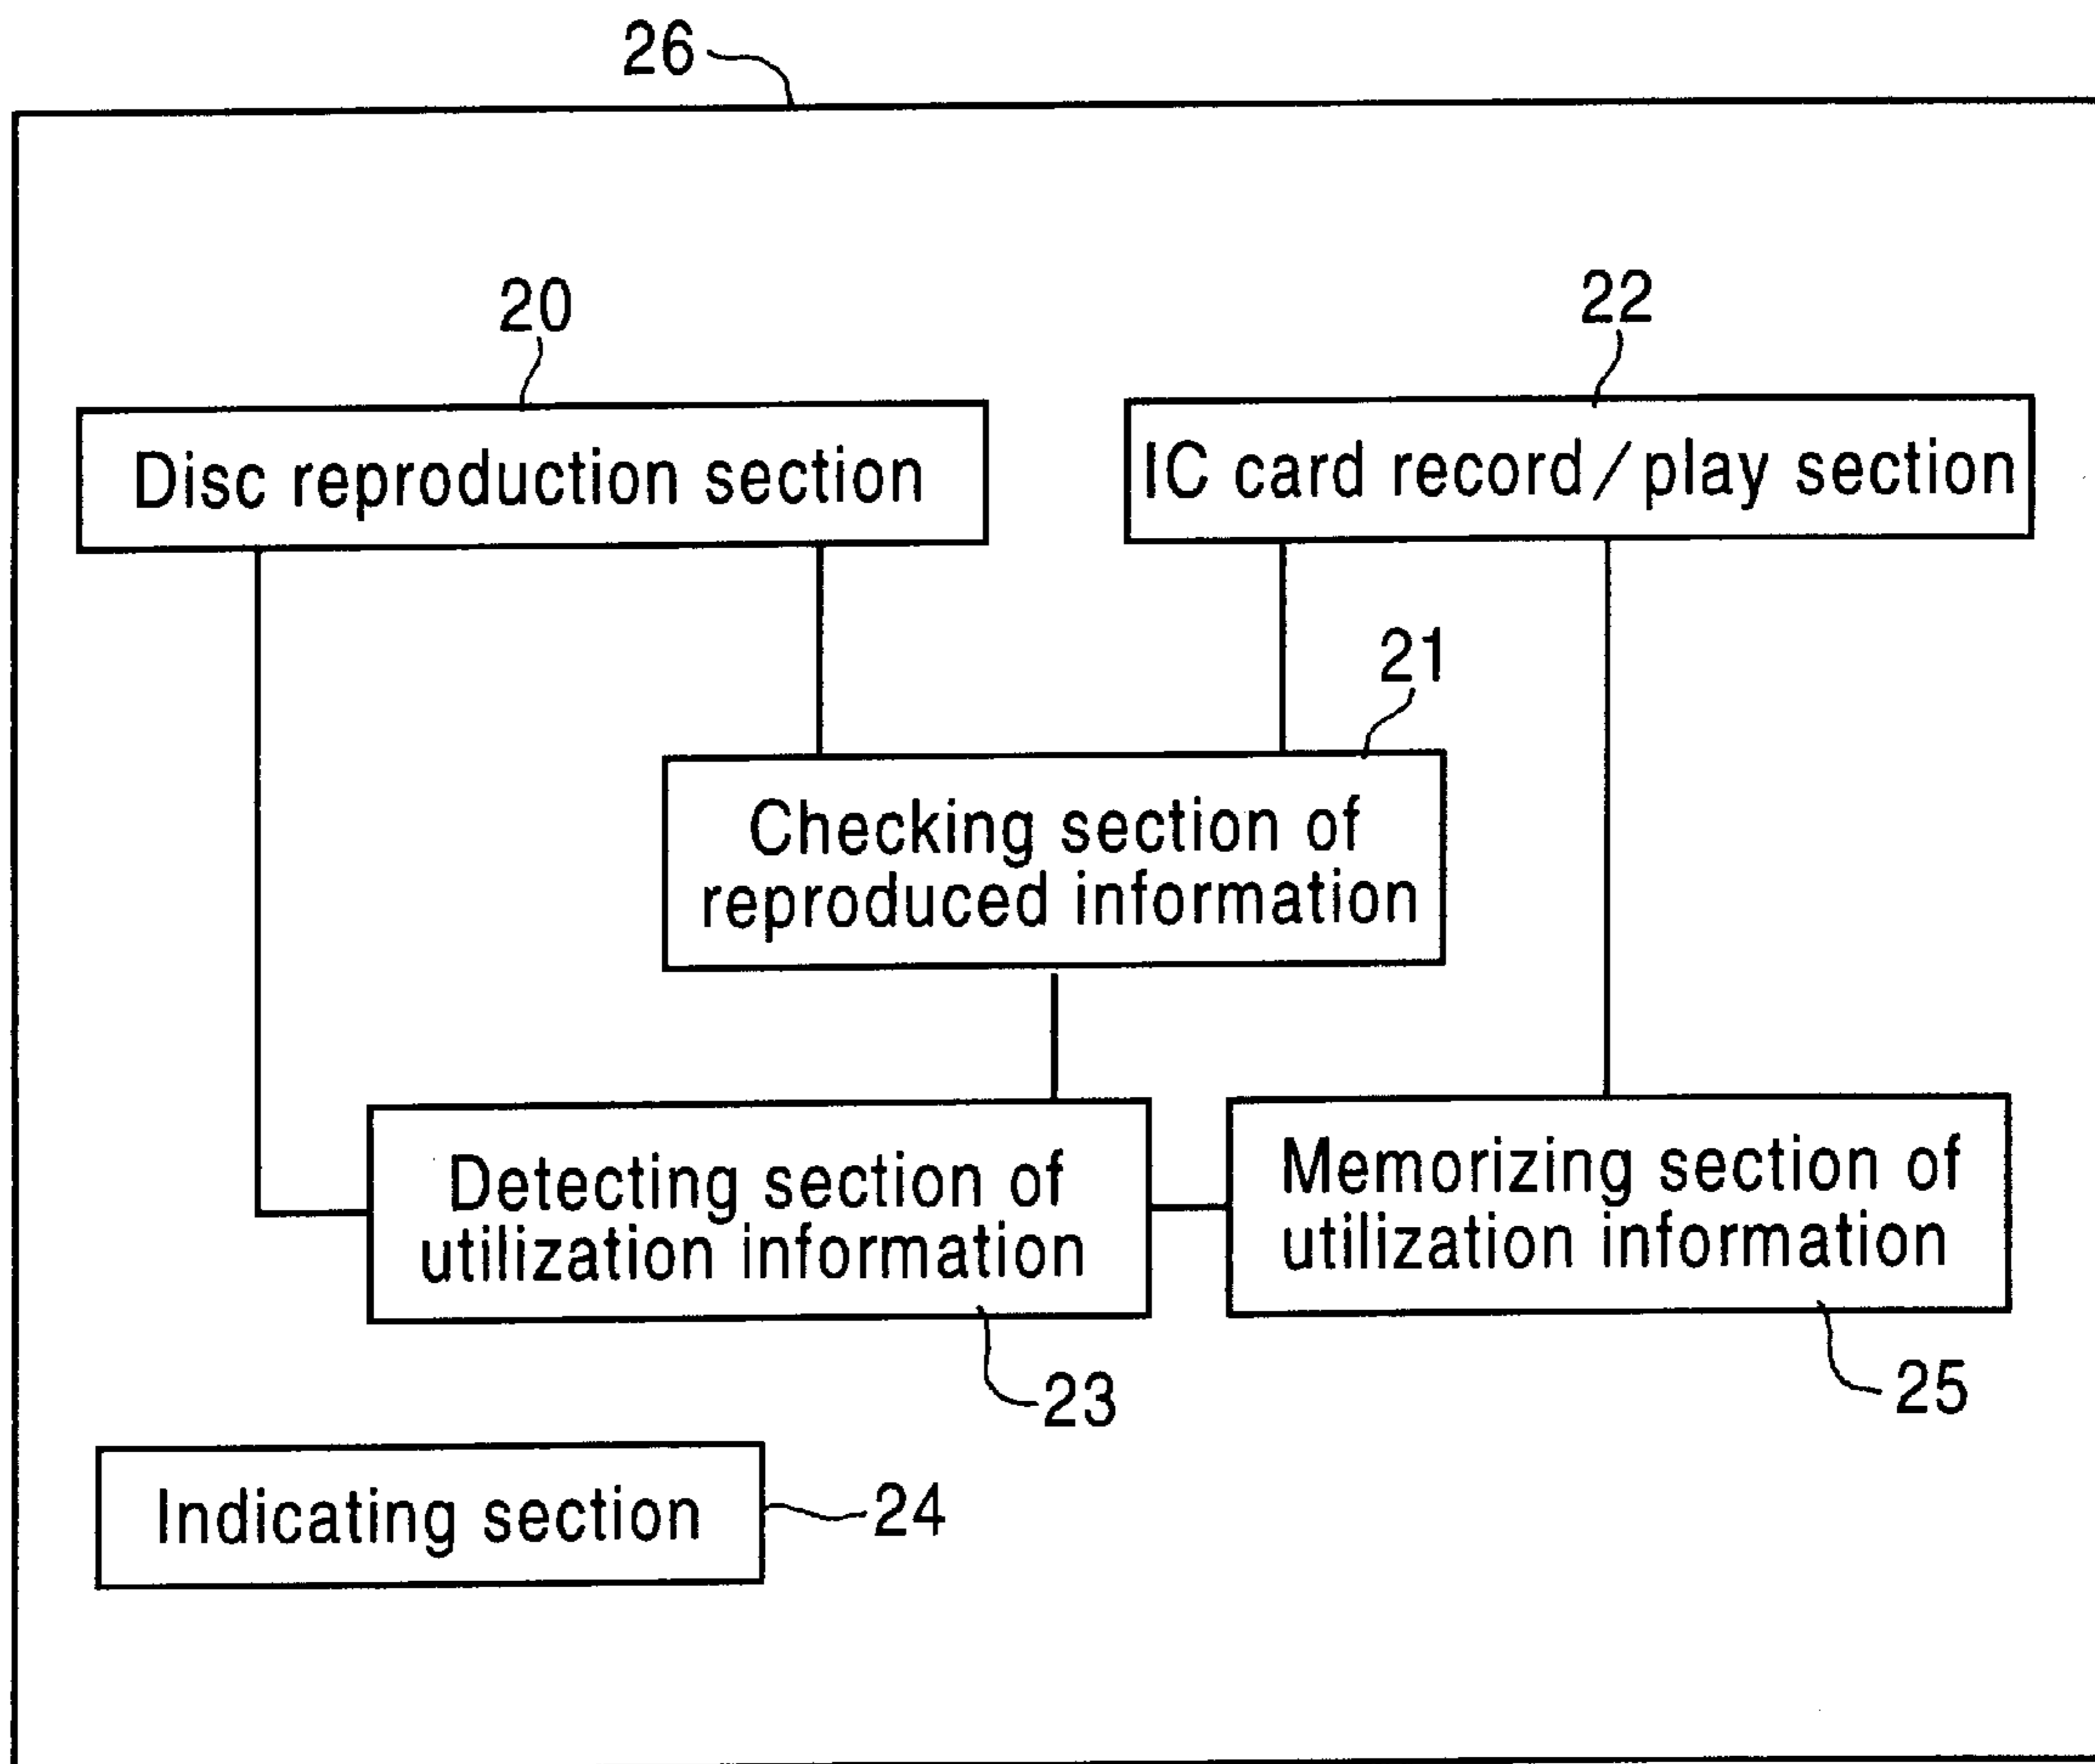 26
20
22
Disc reproduction section
IC card record/play section
21
Checking section of
reproduced information
Detecting section of
utilization information
Memorizing section of
utilization information
23
25
Indicating section
24